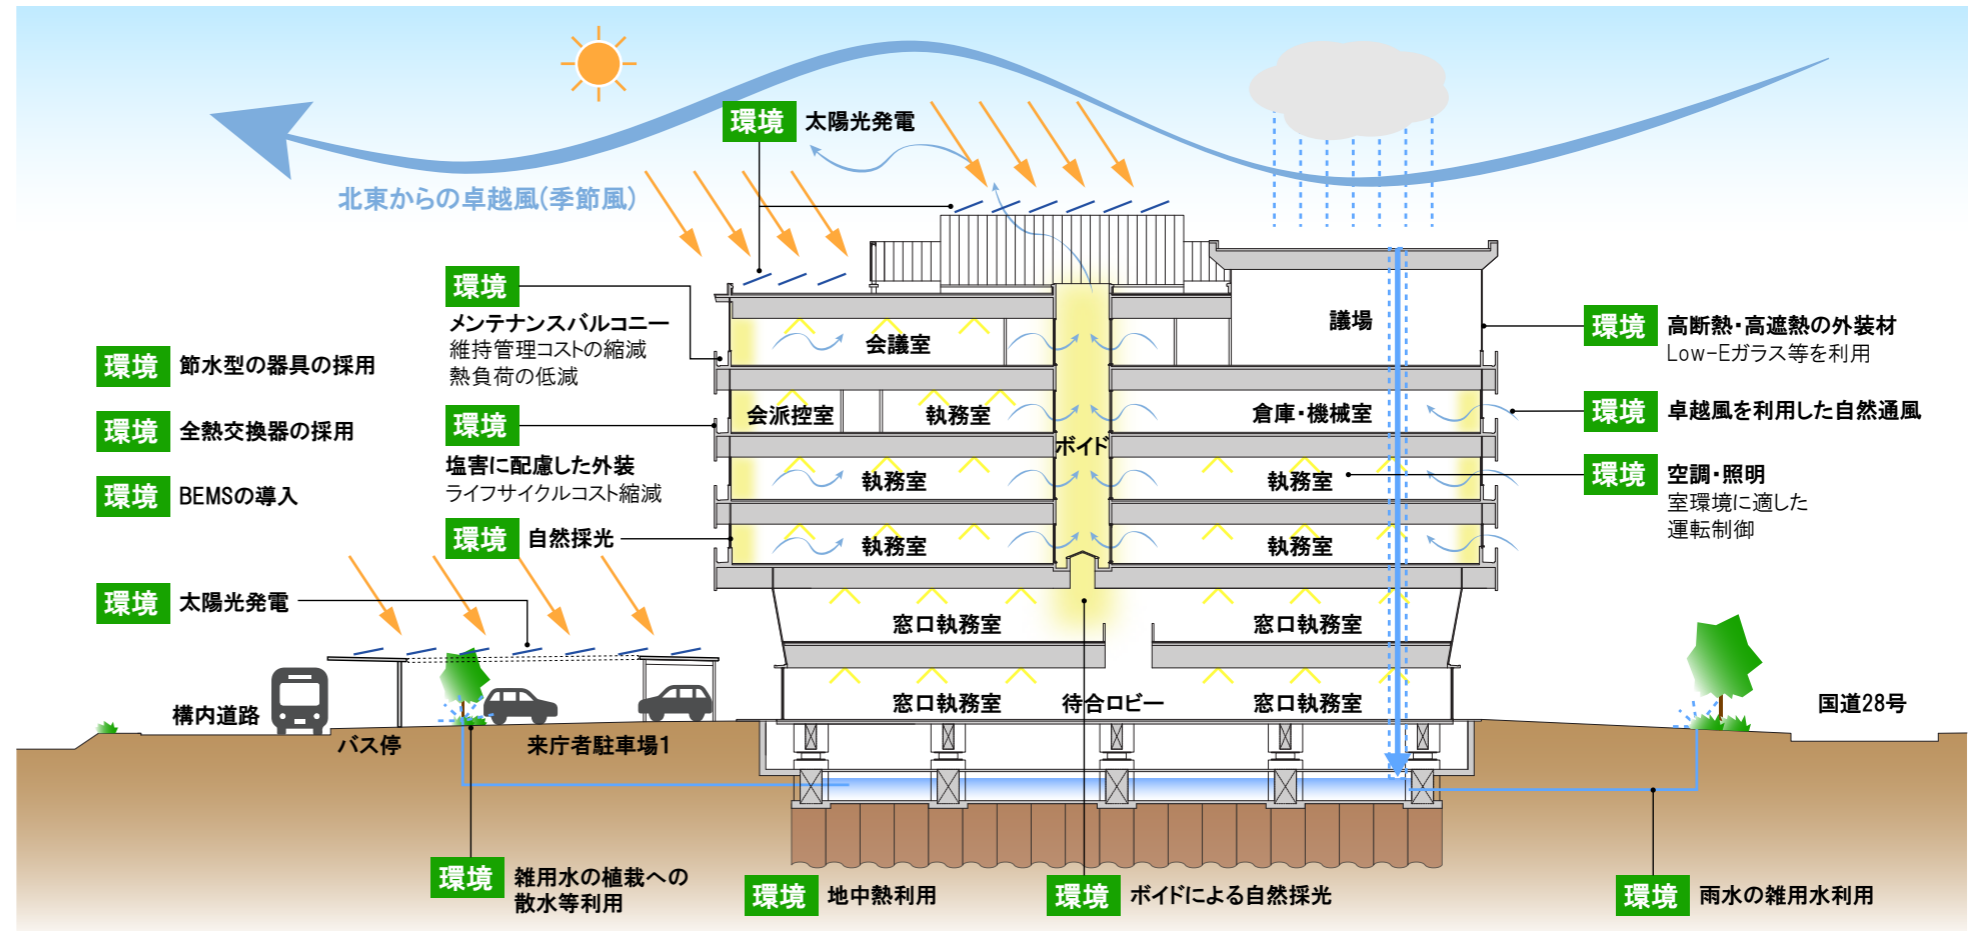 環境 太陽光発電
北東からの卓越風(季節風)
環境
メンテナンスバルコニー
維持管理コストの縮減
熱負荷の低減
環境
塩害に配慮した外装
ライフサイクルコスト縮減
環境 自然採光
環境 節水型の器具の採用
環境 全熱交換器の採用
環境 BEMSの導入
環境 太陽光発電
議場
会議室
会派控室
執務室
倉庫・機械室
ボイド
執務室
執務室
執務室
執務室
窓口執務室
窓口執務室
窓口執務室
待合ロビー
窓口執務室
環境 高断熱・高遮熱の外装材
Low-Eガラス等を利用
環境 卓越風を利用した自然通風
環境 空調・照明
室環境に適した
運転制御
構内道路
バス停
来庁者駐車場1
国道28号
環境 雑用水の植栽への
散水等利用
環境 地中熱利用
環境 ボイドによる自然採光
環境 雨水の雑用水利用